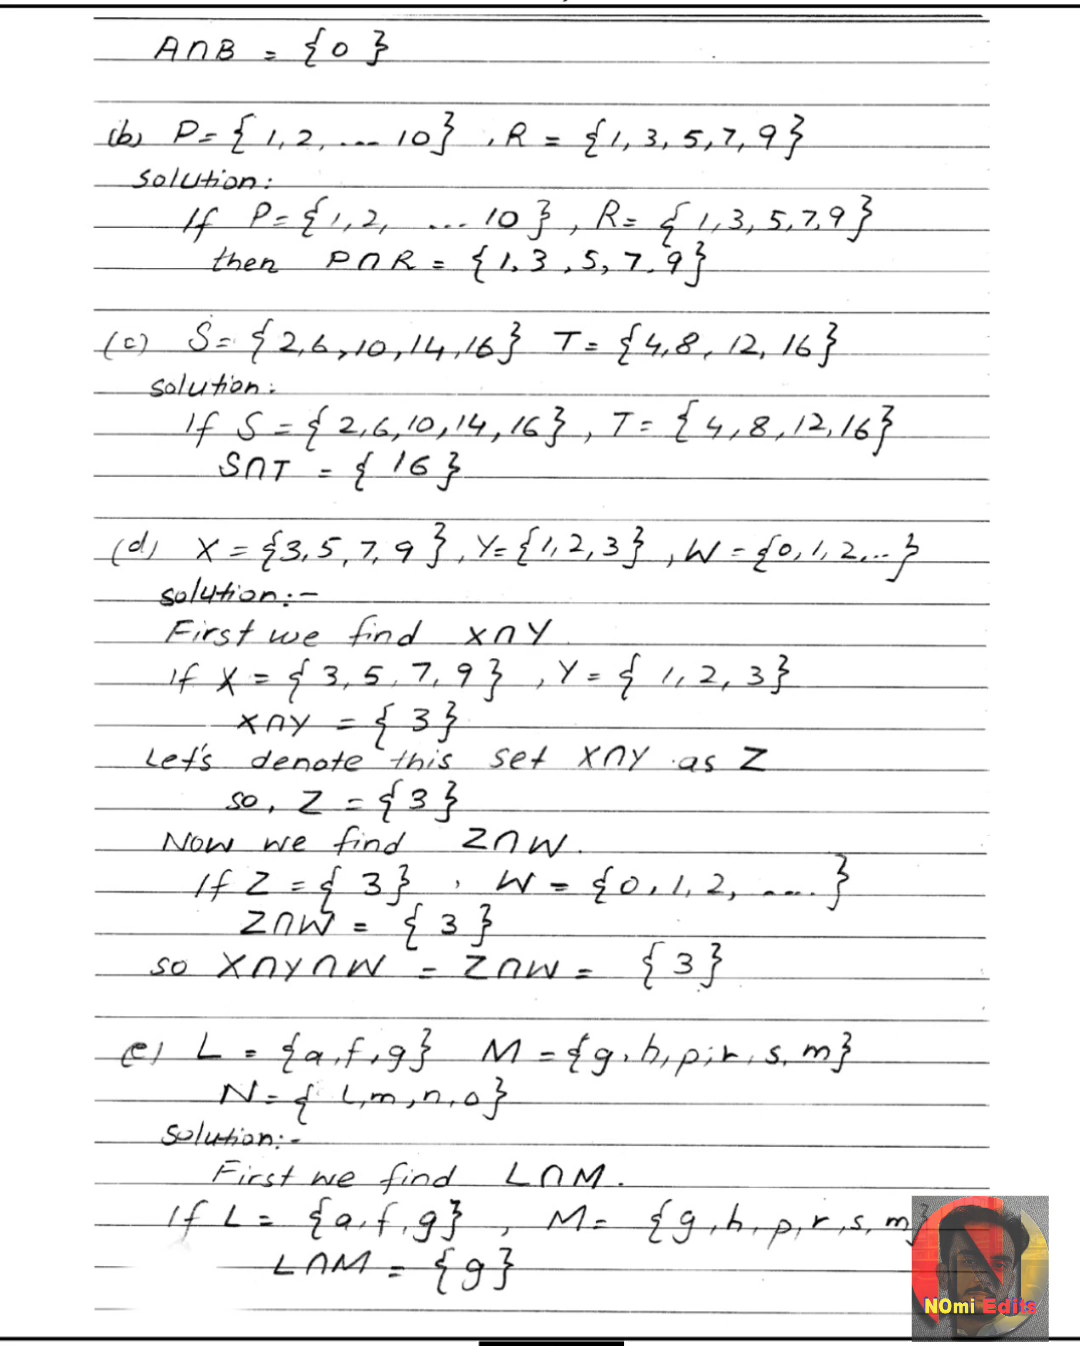 A∩B = {0}
(b) P={1,2,....10}, R = {1,3,5,7,9}
solution:
If P={1,2, ....10}, R= {1,3,5,7,9}
then P∩R = {1,3,5,7,9}
(c) S= {2,6,10,14,16} T= {4,8,12,16}
solution:
If S={2,6,10,14,16}, T= {4,8,12,16}
S∩T = {16}
(d) X={3,5,7,9}, Y={1,2,3}, W={0,1,2,...}
solution:-
First we find X∩Y
If X={3,5,7,9}, Y={1,2,3}
X∩Y = {3}
Let's denote this set X∩Y as Z
so, Z = {3}
Now we find Z∩W.
If Z={3}, W = {0,1,2, ....}
Z∩W = {3}
so X∩Y∩W = Z∩W = {3}
(e) L = {a,f,g} M={g,h,p,r,s,m}
N={L,m,n,o}
Solution:-
First we find L∩M.
If L= {a,f,g}, M= {g,h,p,r,s,m}
L∩M = {g}
NOmi Edits